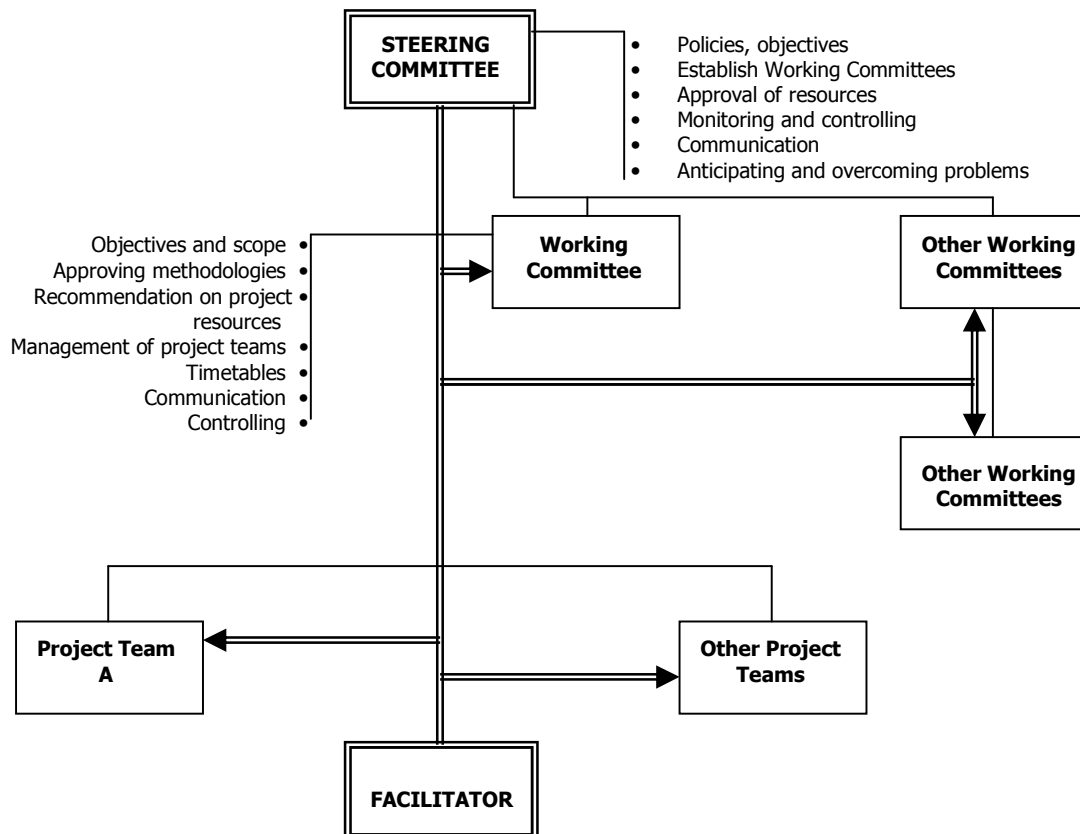 STEERING
COMMITTEE
• Policies, objectives
• Establish Working Committees
• Approval of resources
• Monitoring and controlling
• Communication
• Anticipating and overcoming problems
Objectives and scope •
Approving methodologies •
Recommendation on project •
resources
Management of project teams •
Timetables •
Communication •
Controlling •
Working
Committee
Other Working
Committees
Other Working
Committees
Project Team
A
Other Project
Teams
FACILITATOR